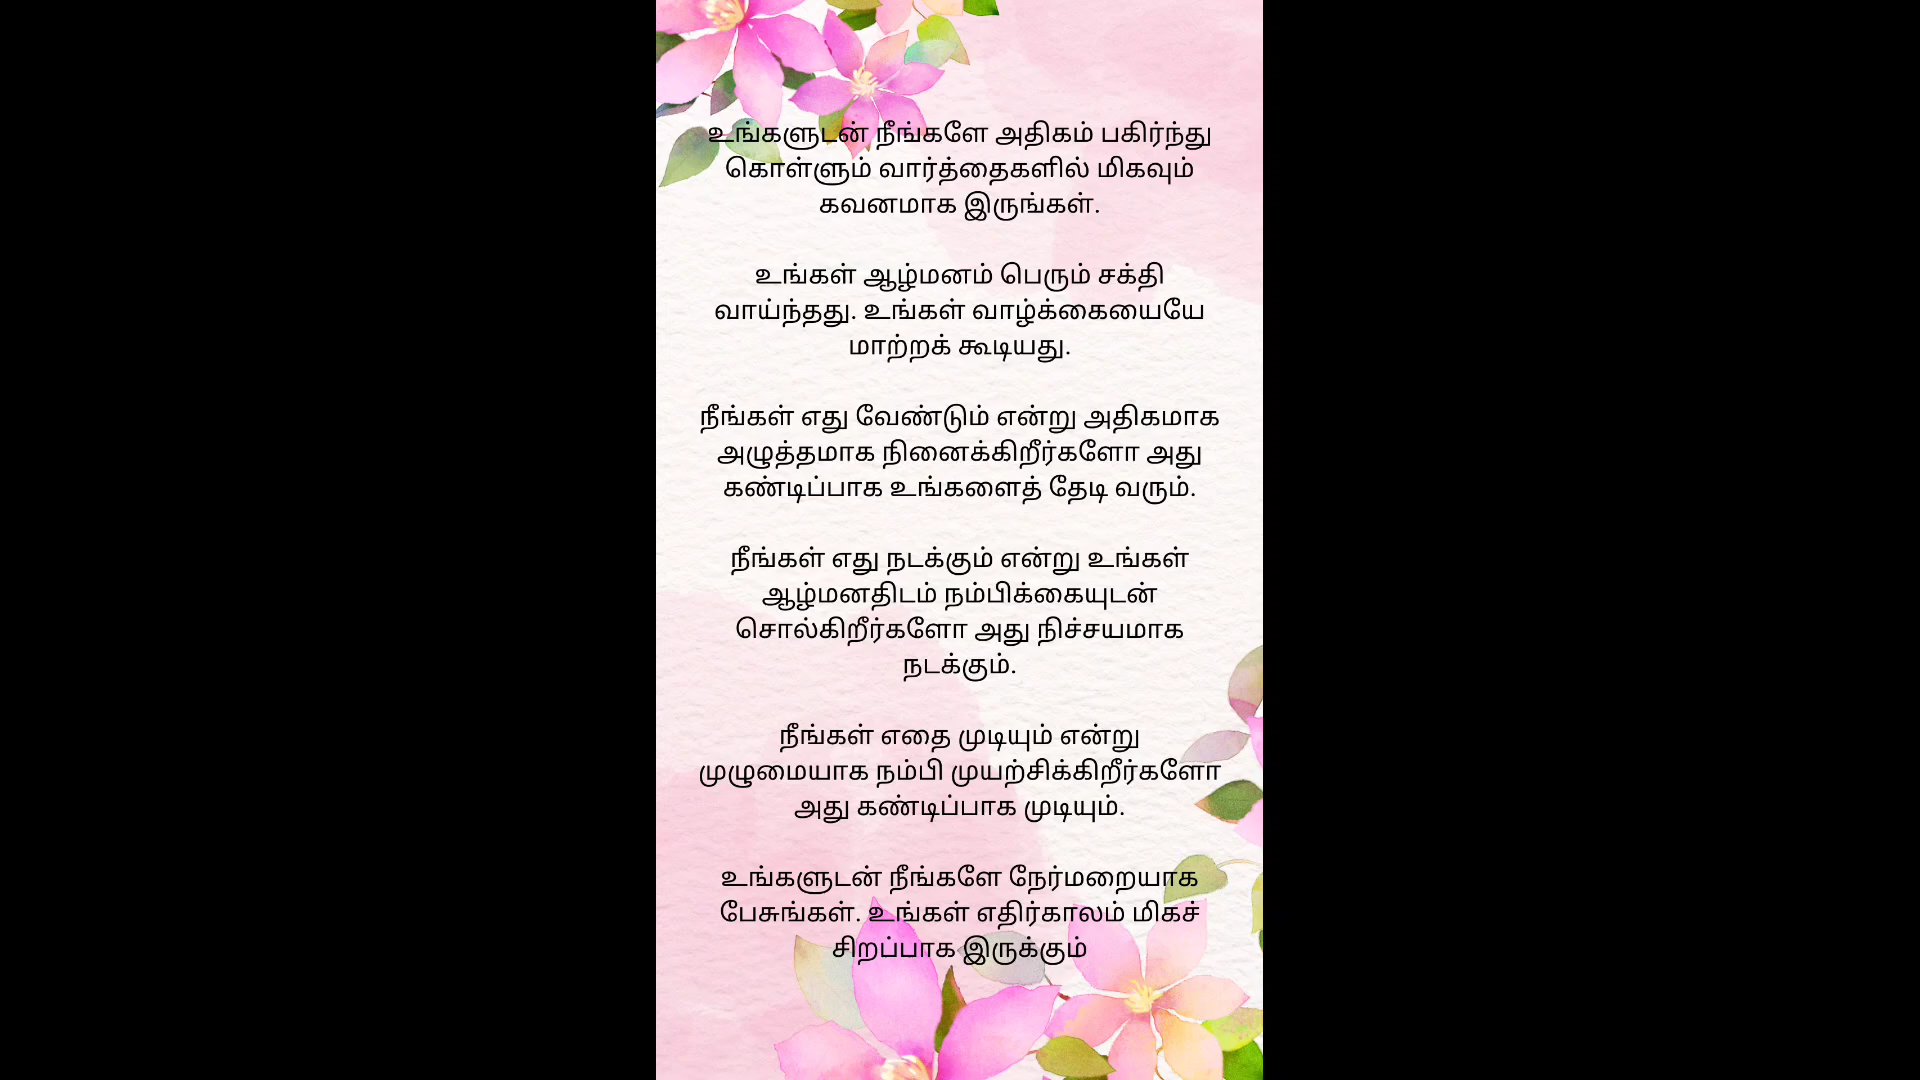 உங்களுடன் நீங்களே அதிகம் பகிர்ந்து
கொள்ளும் வார்த்தைகளில் மிகவும்
கவனமாக இருங்கள்.
உங்கள் ஆழ்மனம் பெரும் சக்தி
வாய்ந்தது. உங்கள் வாழ்க்கையையே
மாற்றக் கூடியது.
நீங்கள் எது வேண்டும் என்று அதிகமாக
அழுத்தமாக நினைக்கிறீர்களோ அது
கண்டிப்பாக உங்களைத் தேடி வரும்.
நீங்கள் எது நடக்கும் என்று உங்கள்
ஆழ்மனதிடம் நம்பிக்கையுடன்
சொல்கிறீர்களோ அது நிச்சயமாக
நடக்கும்.
நீங்கள் எதை முடியும் என்று
முழுமையாக நம்பி முயற்சிக்கிறீர்களோ
அது கண்டிப்பாக முடியும்.
உங்களுடன் நீங்களே நேர்மறையாக
பேசுங்கள். உங்கள் எதிர்காலம் மிகச்
சிறப்பாக இருக்கும்